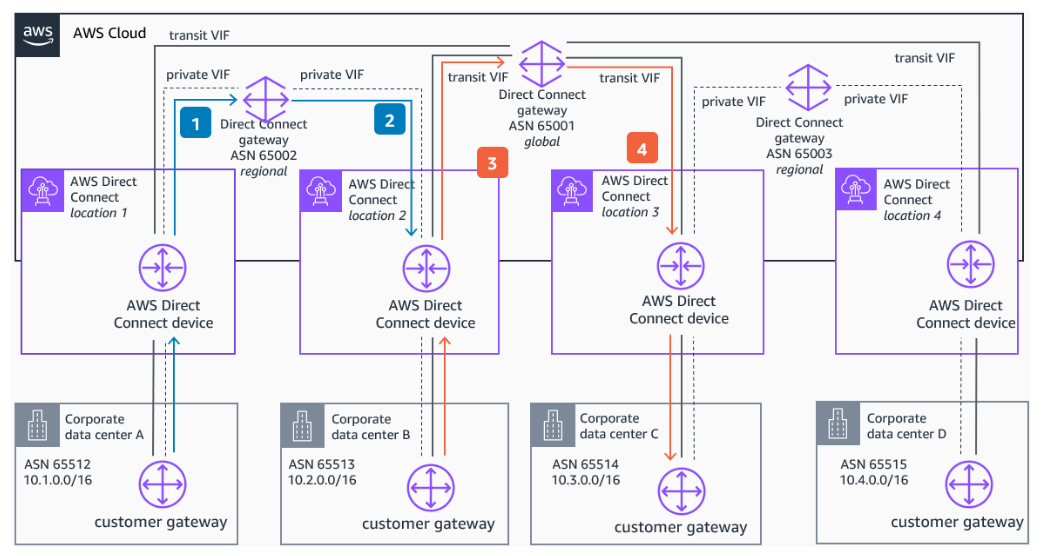 aws
AWS Cloud
transit VIF
transit VIF
private VIF
private VIF
transit VIF
transit VIF
private VIF
private VIF
1
2
3
4
Direct Connect
gateway
ASN 65002
regional
Direct Connect
gateway
ASN 65001
global
Direct Connect
gateway
ASN 65003
regional
AWS Direct
Connect
location 1
AWS Direct
Connect
location 2
AWS Direct
Connect
location 3
AWS Direct
Connect
location 4
AWS Direct
Connect device
AWS Direct
Connect device
AWS Direct
Connect device
AWS Direct
Connect device
Corporate
data center A
ASN 65512
10.1.0.0/16
customer gateway
Corporate
data center B
ASN 65513
10.2.0.0/16
customer gateway
Corporate
data center C
ASN 65514
10.3.0.0/16
customer gateway
Corporate
data center D
ASN 65515
10.4.0.0/16
customer gateway